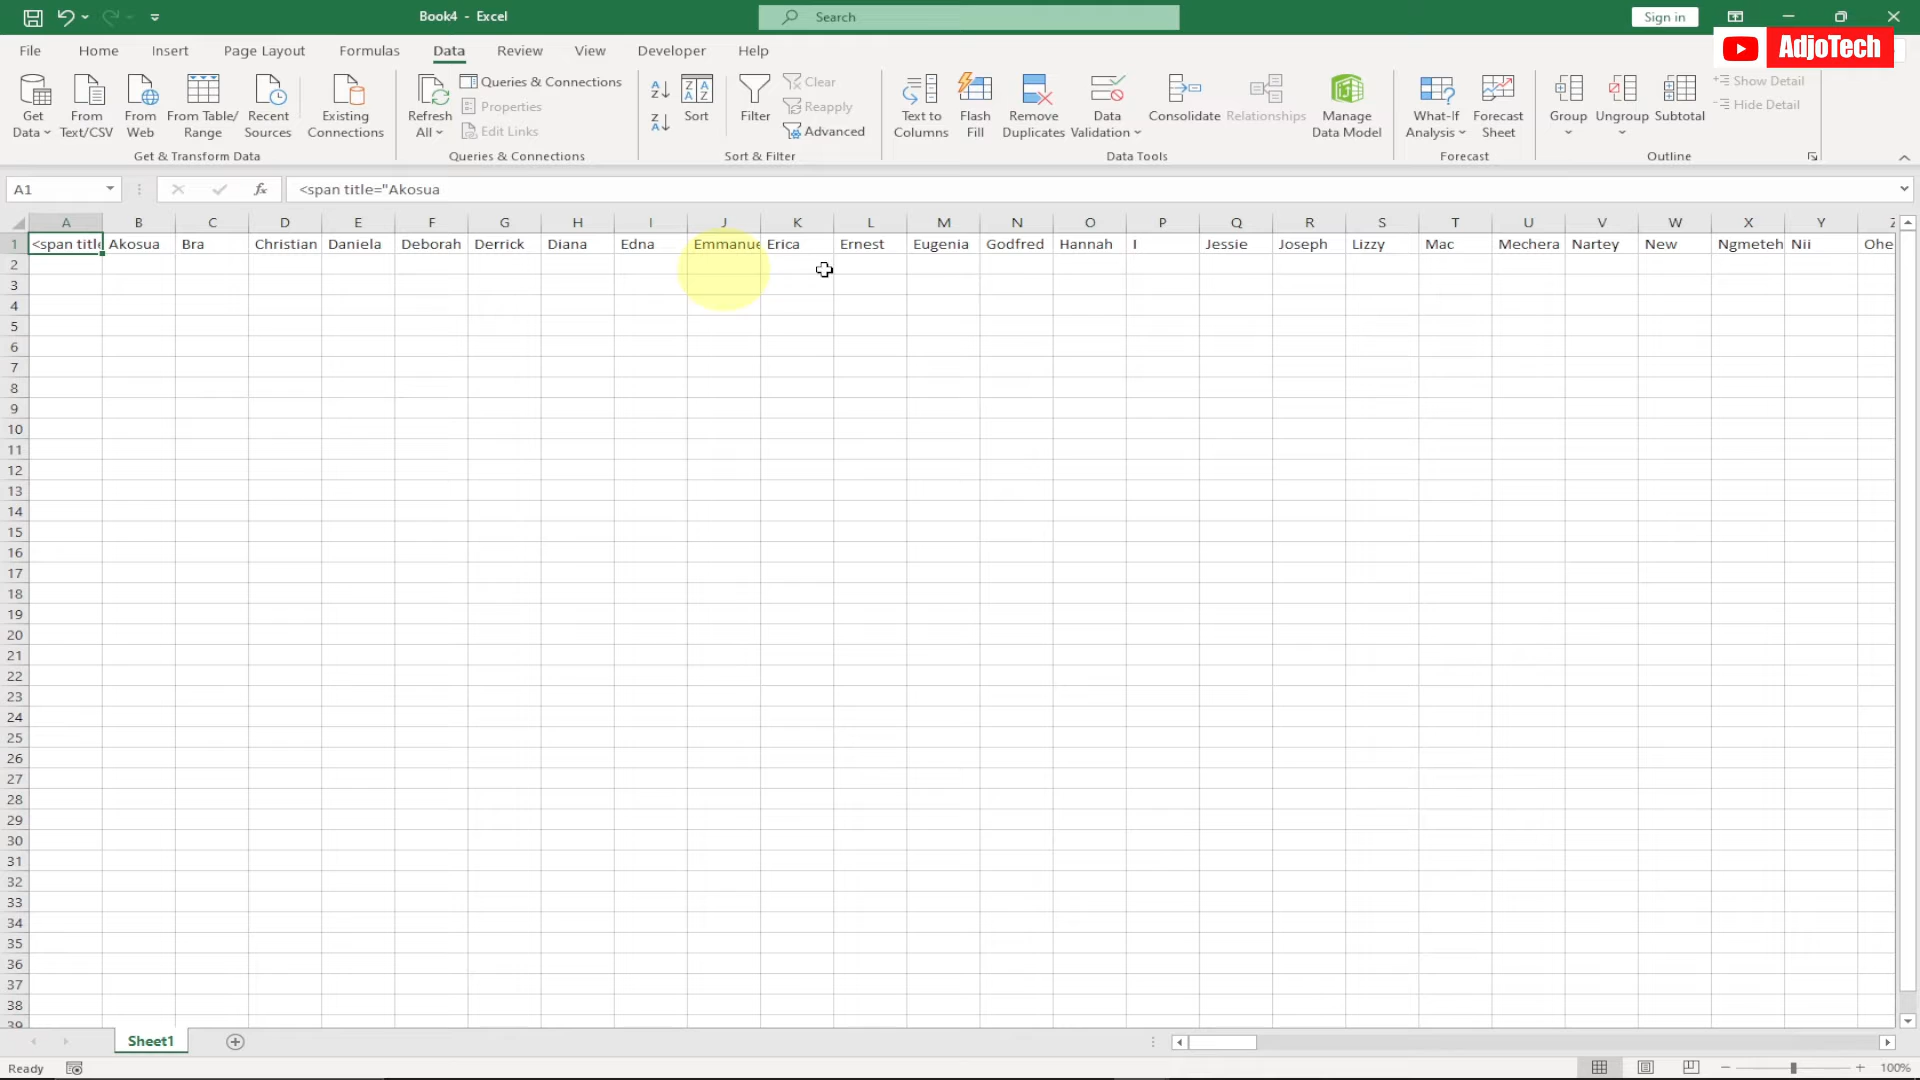 Book4 - Excel
Search
Sign in
AdjoTech
File Home Insert Page Layout Formulas Data Review View Developer Help
Get Data
From Text/CSV
From Web
From Table/ Range
Recent Sources
Existing Connections
Get & Transform Data
Refresh All
Queries & Connections
Properties
Edit Links
Queries & Connections
Sort
Filter
Clear
Reapply
Advanced
Sort & Filter
Text to Columns
Flash Fill
Remove Duplicates
Data Validation
Consolidate
Relationships
Manage Data Model
Data Tools
What-If Analysis
Forecast Sheet
Forecast
Group
Ungroup
Subtotal
Show Detail
Hide Detail
Outline
A1 fx <span title="Akosua
A B C D E F G H I J K L M N O P Q R S T U V W X Y Z
1 <span title Akosua Bra Christian Daniela Deborah Derrick Diana Edna Emmanue Erica Ernest Eugenia Godfred Hannah I Jessie Joseph Lizzy Mac Mechera Nartey New Ngmeteh Nii Ohe
2
3
4
5
6
7
8
9
10
11
12
13
14
15
16
17
18
19
20
21
22
23
24
25
26
27
28
29
30
31
32
33
34
35
36
37
38
39
Sheet1
Ready
100%